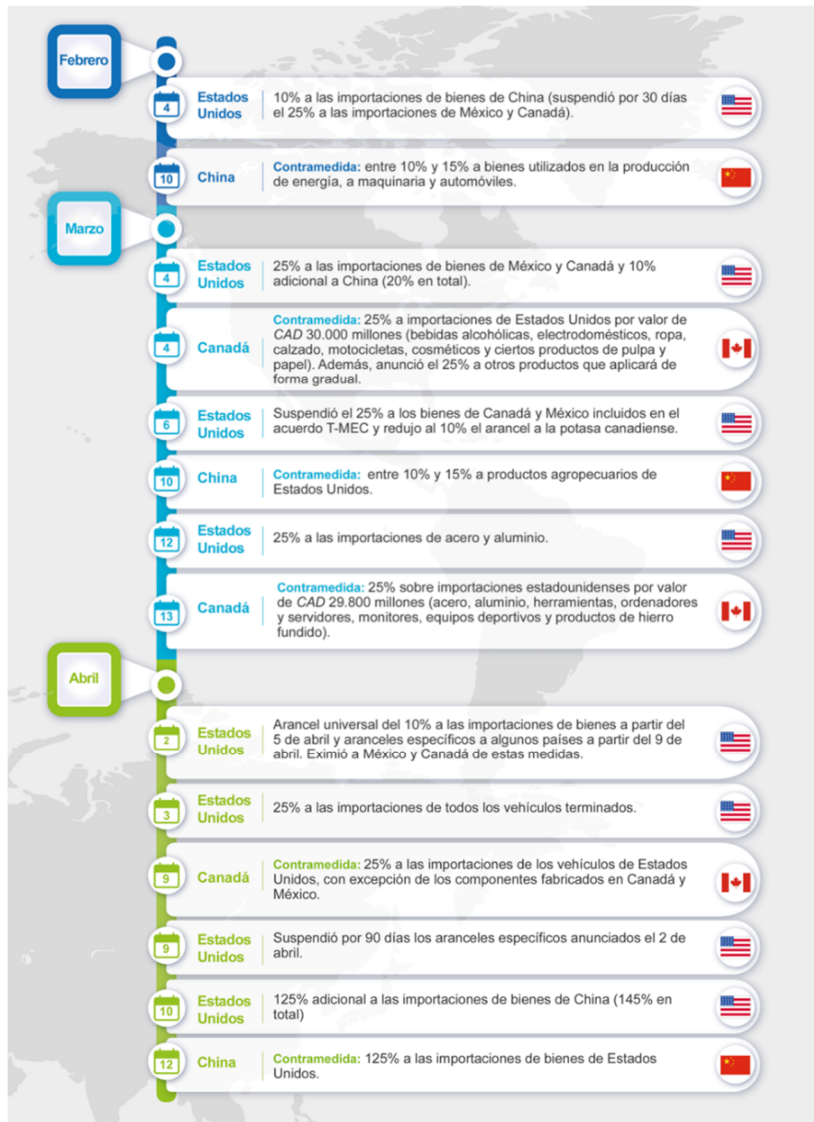 Febrero
4
Estados
Unidos
10% a las importaciones de bienes de China (suspendió por 30 días
el 25% a las importaciones de México y Canadá).
10
China
Contramedida: entre 10% y 15% a bienes utilizados en la producción
de energía, a maquinaria y automóviles.
Marzo
4
Estados
Unidos
25% a las importaciones de bienes de México y Canadá y 10%
adicional a China (20% en total).
4
Canadá
Contramedida: 25% a importaciones de Estados Unidos por valor de
CAD 30.000 millones (bebidas alcohólicas, electrodomésticos, ropa,
calzado, motocicletas, cosméticos y ciertos productos de pulpa y
papel). Además, anunció el 25% a otros productos que aplicará de
forma gradual.
6
Estados
Unidos
Suspendió el 25% a los bienes de Canadá y México incluidos en el
acuerdo T-MEC y redujo al 10% el arancel a la potasa canadiense.
10
China
Contramedida: entre 10% y 15% a productos agropecuarios de
Estados Unidos.
12
Estados
Unidos
25% a las importaciones de acero y aluminio.
13
Canadá
Contramedida: 25% sobre importaciones estadounidenses por valor
de CAD 29.800 millones (acero, aluminio, herramientas, ordenadores
y servidores, monitores, equipos deportivos y productos de hierro
fundido).
Abril
2
Estados
Unidos
Arancel universal del 10% a las importaciones de bienes a partir del
5 de abril y aranceles específicos a algunos países a partir del 9 de
abril. Eximió a México y Canadá de estas medidas.
3
Estados
Unidos
25% a las importaciones de todos los vehículos terminados.
9
Canadá
Contramedida: 25% a las importaciones de los vehículos de Estados
Unidos, con excepción de los componentes fabricados en Canadá y
México.
9
Estados
Unidos
Suspendió por 90 días los aranceles específicos anunciados el 2 de
abril.
10
Estados
Unidos
125% adicional a las importaciones de bienes de China (145% en
total)
12
China
Contramedida: 125% a las importaciones de bienes de Estados
Unidos.